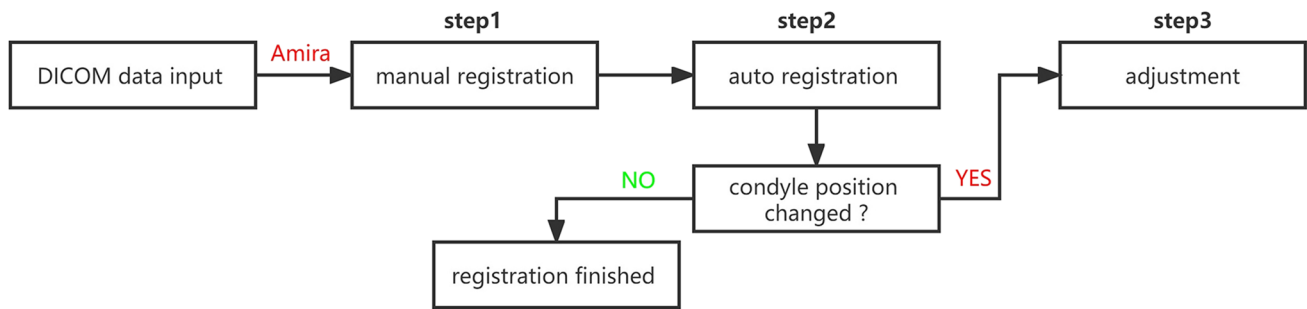 step1
step2
step3
DICOM data input
Amira
manual registration
auto registration
adjustment
NO
condyle position
changed ?
YES
registration finished